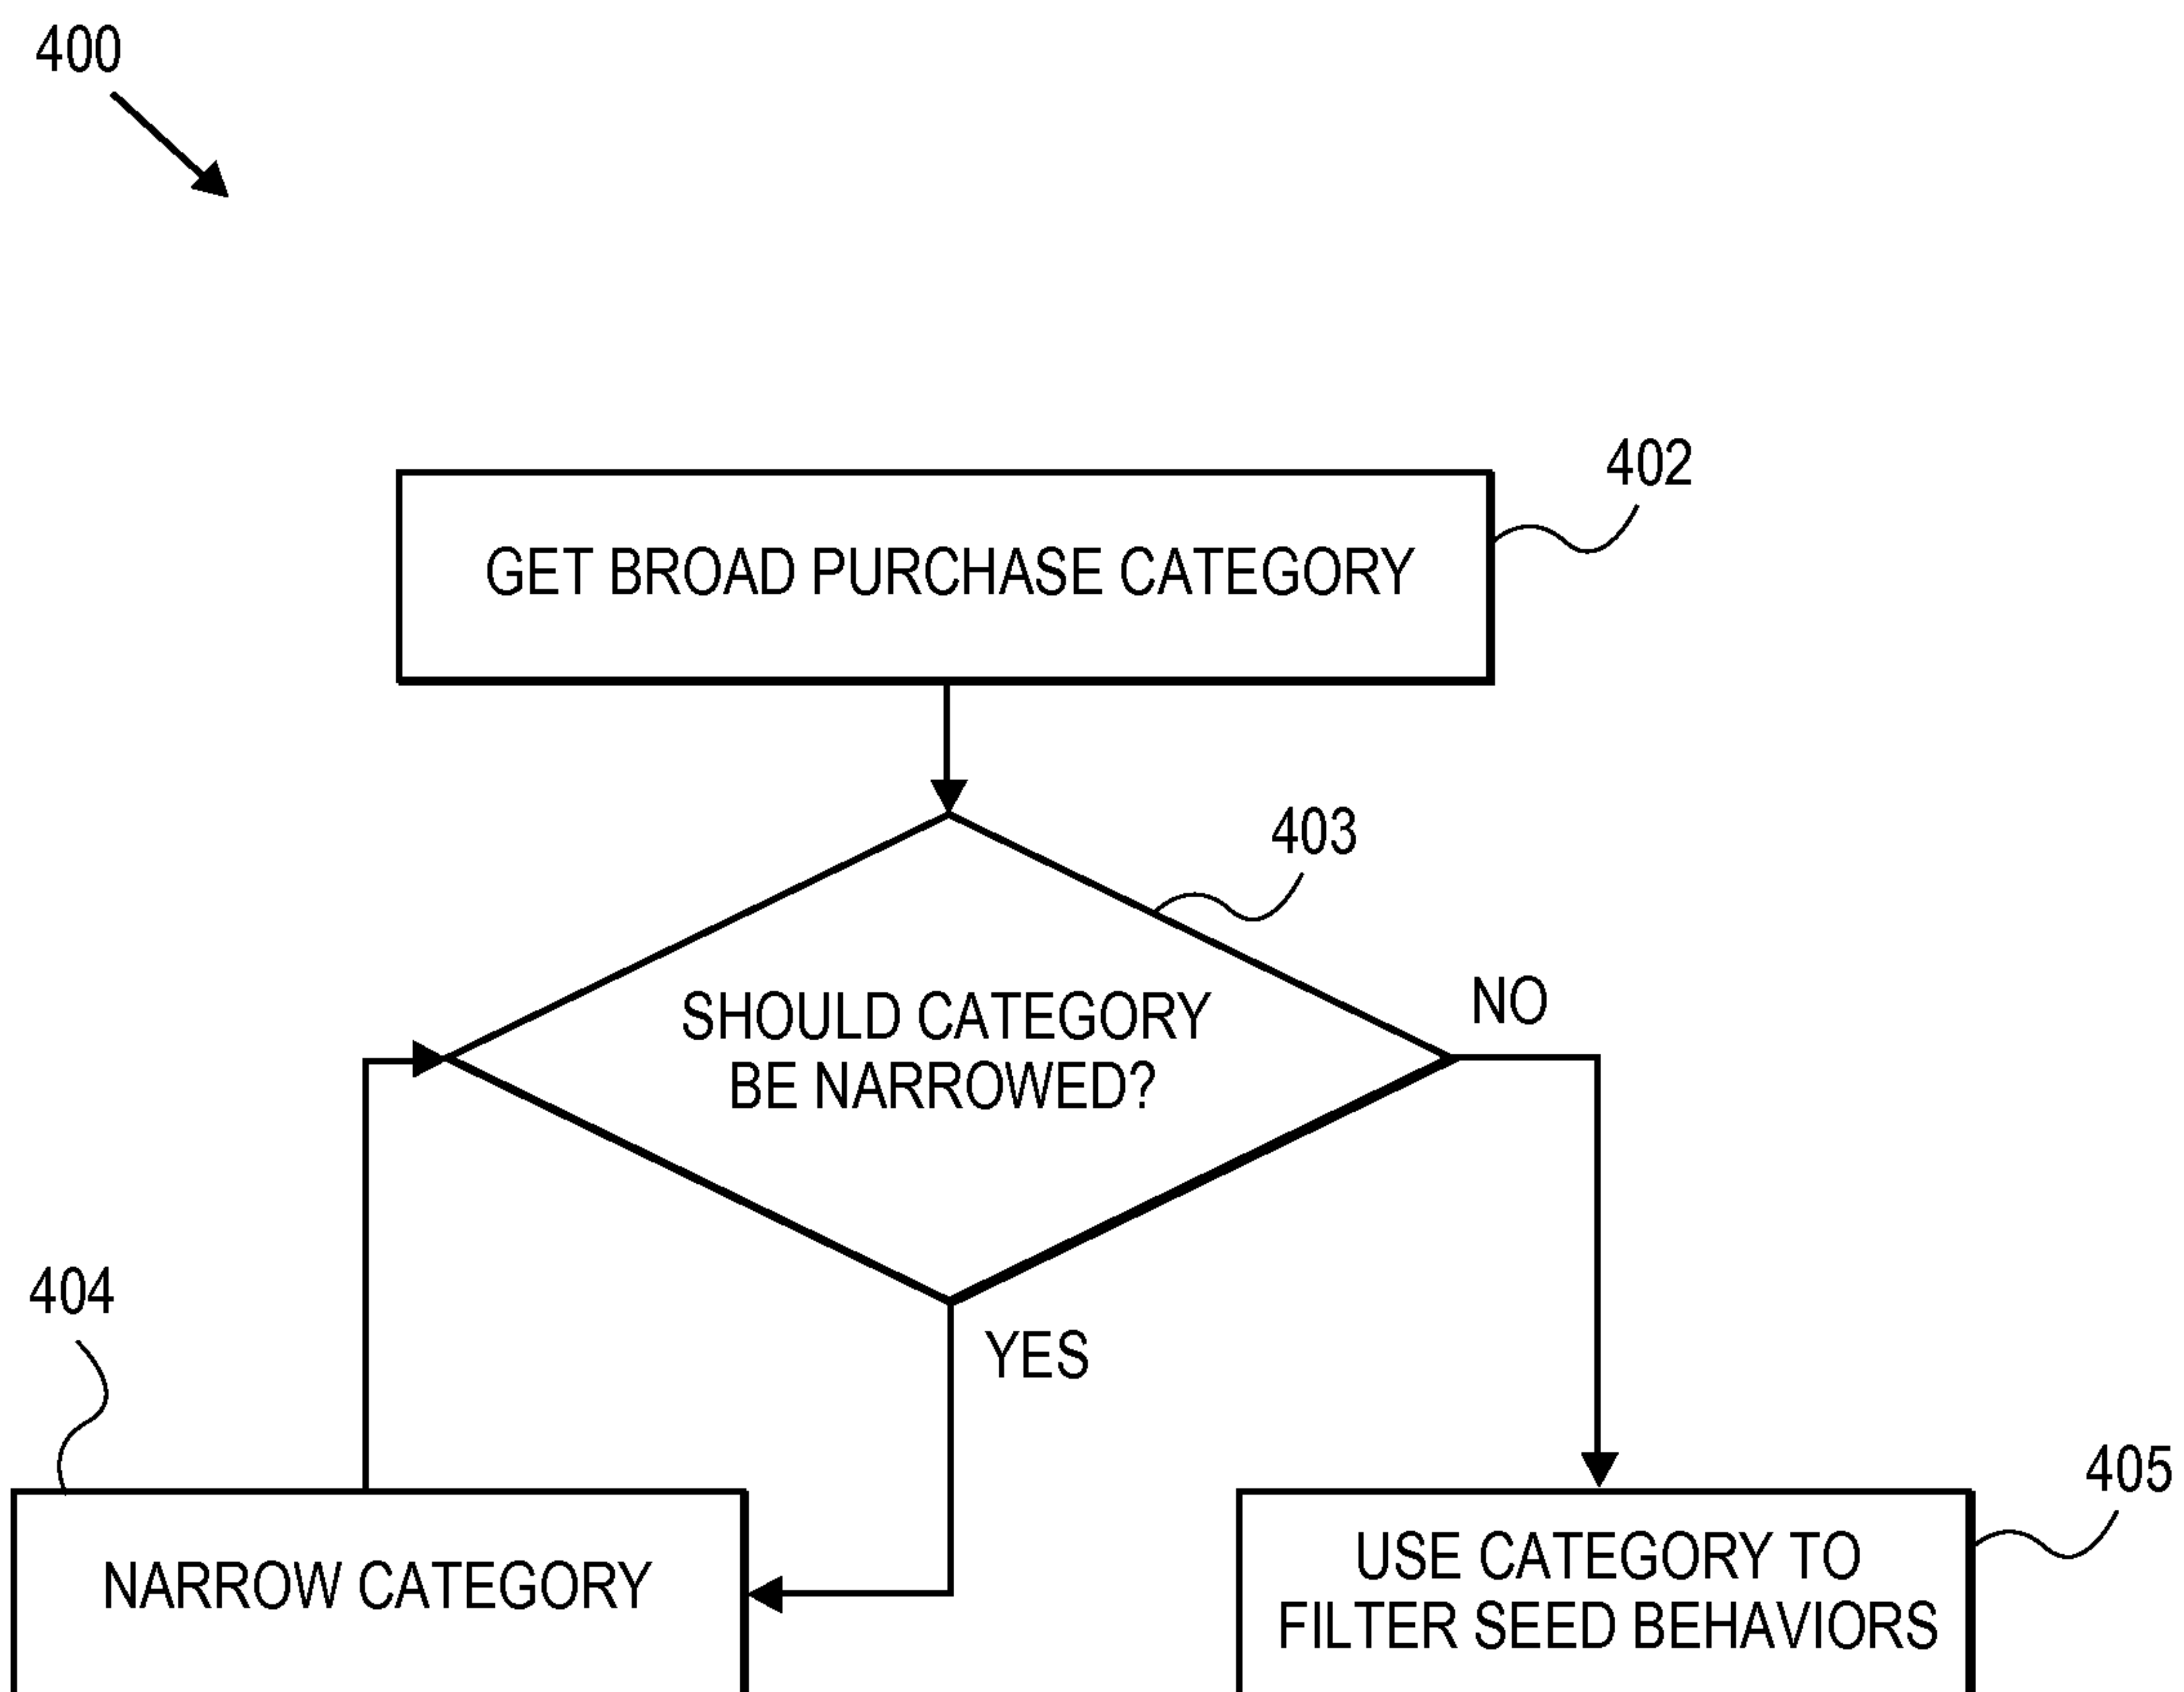 400
402
GET BROAD PURCHASE CATEGORY
403
SHOULD CATEGORY
BE NARROWED?
NO
YES
404
NARROW CATEGORY
405
USE CATEGORY TO
FILTER SEED BEHAVIORS